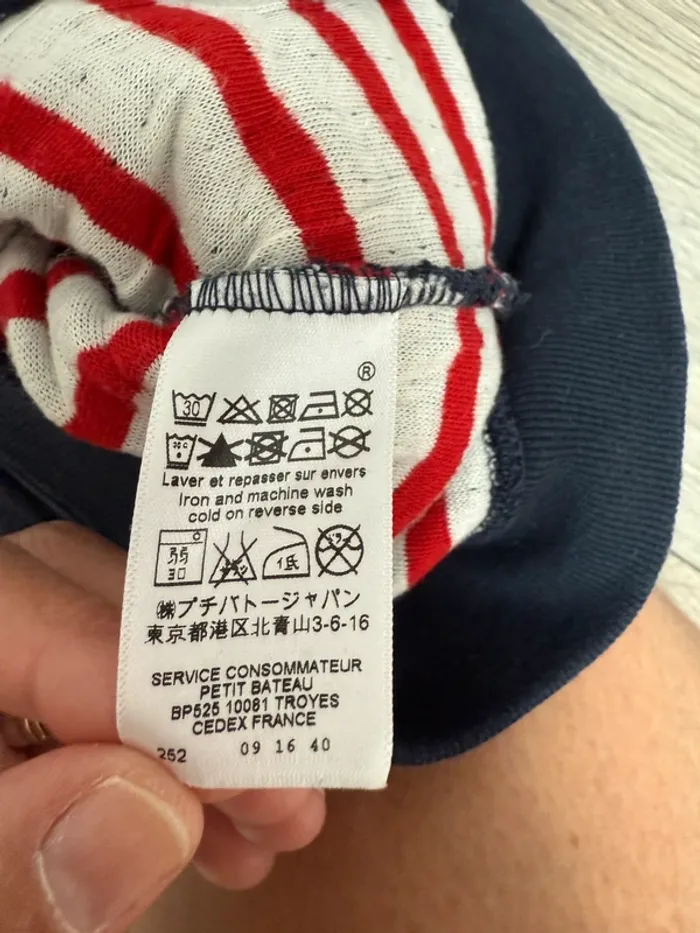 ®
30
Laver et repasser sur envers
Iron and machine wash
cold on reverse side
弱
30
低
㈱プチバトージャパン
東京都港区北青山3-6-16
SERVICE CONSOMMATEUR
PETIT BATEAU
BP525 10081 TROYES
CEDEX FRANCE
252 09 16 40